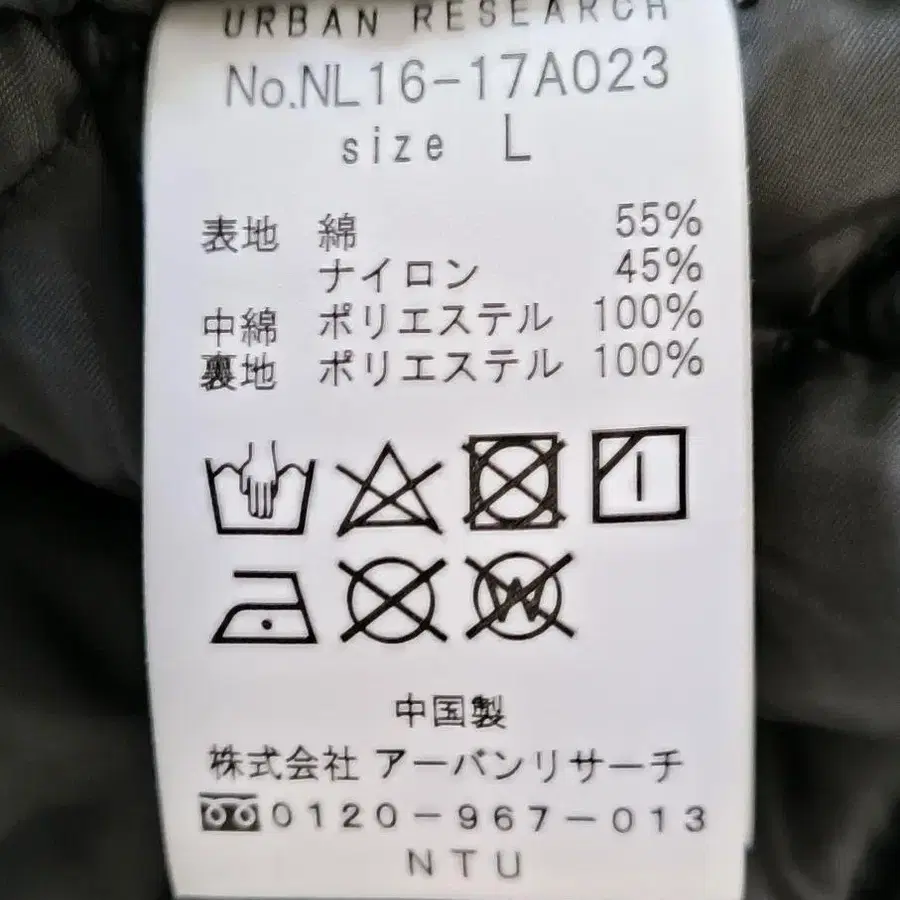 URBAN RESEARCH
No.NL16-17A023
size L
表地 綿 55%
ナイロン 45%
中綿 ポリエステル 100%
裏地 ポリエステル 100%
中国製
株式会社 アーバンリサーチ
0120-967-013
NTU